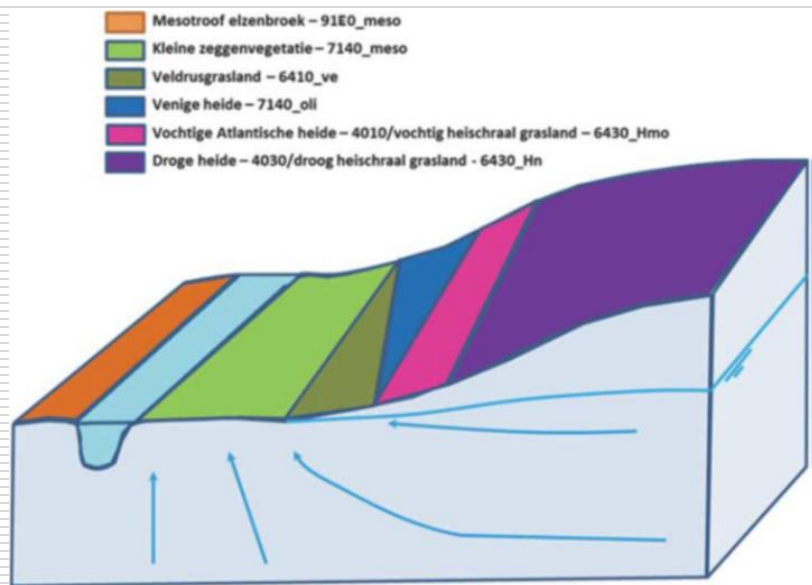 Mesotroof elzenbroek – 91E0_meso
Kleine zeggenvegetatie – 7140_meso
Veldrusgrasland – 6410_ve
Venige heide – 7140_oli
Vochtige Atlantische heide – 4010/vochtig heischraal grasland – 6430_Hmo
Droge heide – 4030/droog heischraal grasland - 6430_Hn